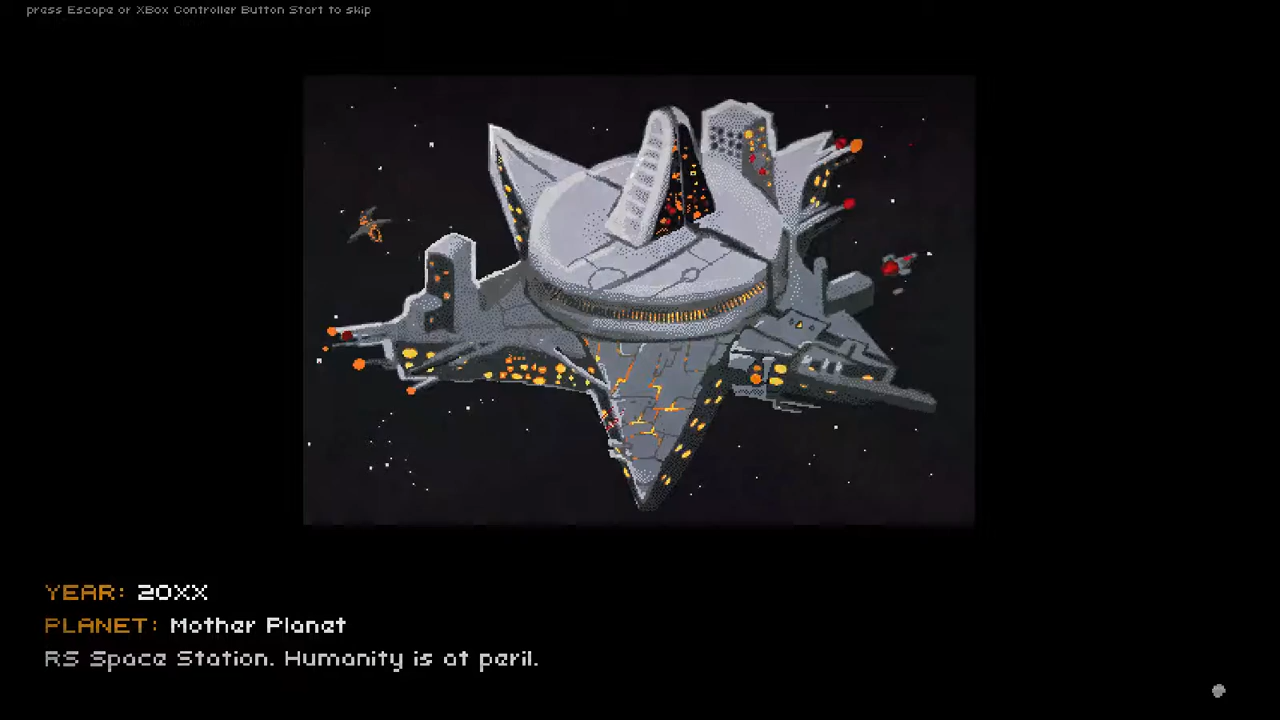 press Escape or XBox Controller Button Start to skip
YEAR: 20XX
PLANET: Mother Planet
RS Space Station. Humanity is at peril.